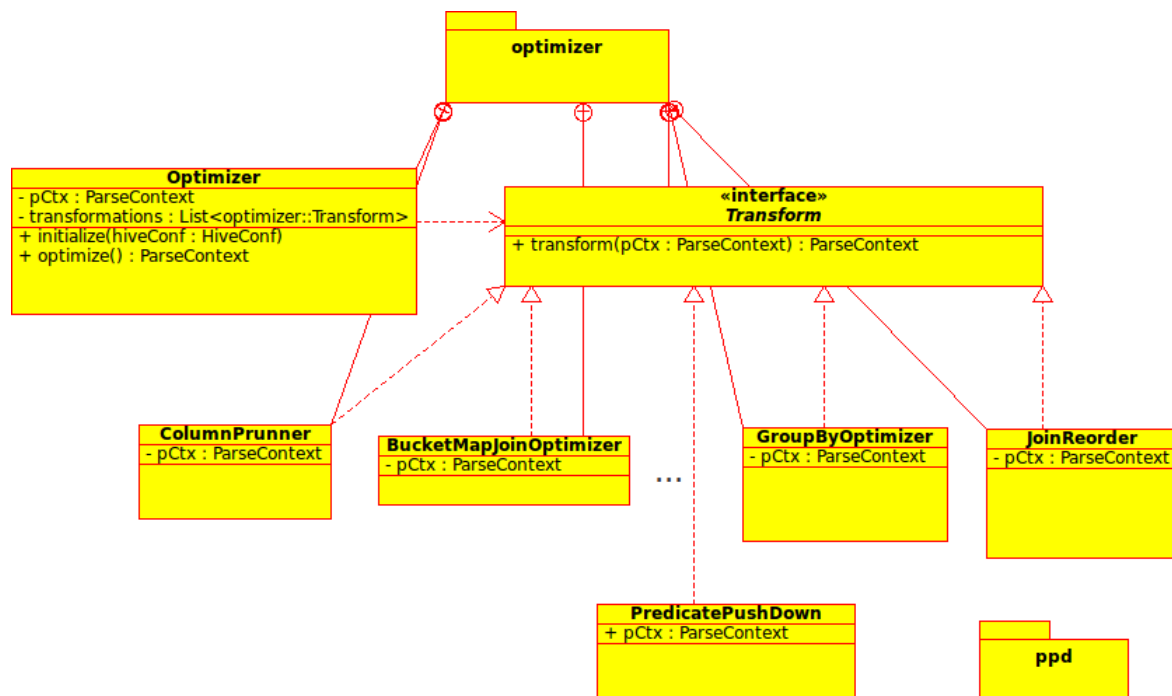 optimizer
Optimizer
- pCtx : ParseContext
- transformations : List<optimizer::Transform>
+ initialize(hiveConf : HiveConf)
+ optimize() : ParseContext
«interface»
Transform
+ transform(pCtx : ParseContext) : ParseContext
ColumnPrunner
- pCtx : ParseContext
BucketMapJoinOptimizer
- pCtx : ParseContext
...
GroupByOptimizer
- pCtx : ParseContext
JoinReorder
- pCtx : ParseContext
PredicatePushDown
+ pCtx : ParseContext
ppd